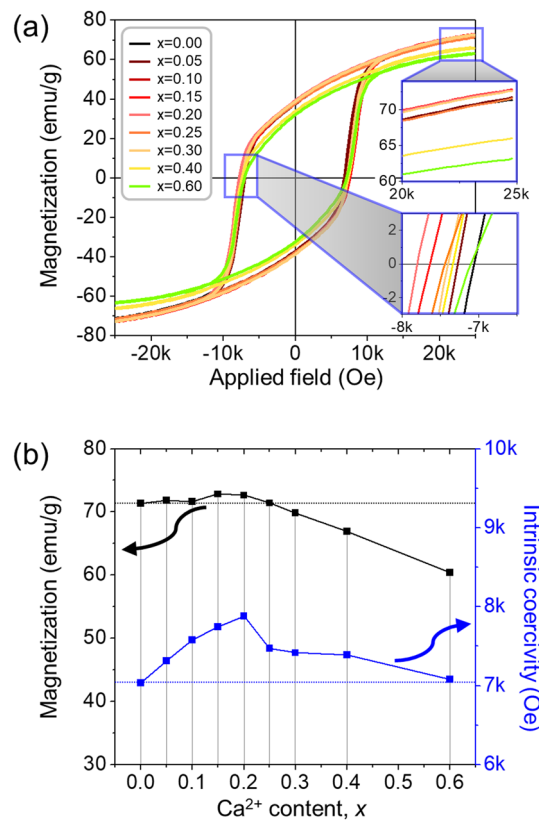 (a)
80
60
40
20
0
-20
-40
-60
-80
Magnetization (emu/g)
x=0.00
x=0.05
x=0.10
x=0.15
x=0.20
x=0.25
x=0.30
x=0.40
x=0.60
70
65
60
20k 25k
2
0
-2
-8k -7k
-20k -10k 0 10k 20k
Applied field (Oe)
(b)
80
70
60
50
40
30
Magnetization (emu/g)
10k
9k
8k
7k
6k
Intrinsic coercivity (Oe)
0.0 0.1 0.2 0.3 0.4 0.5 0.6
Ca²⁺ content, x